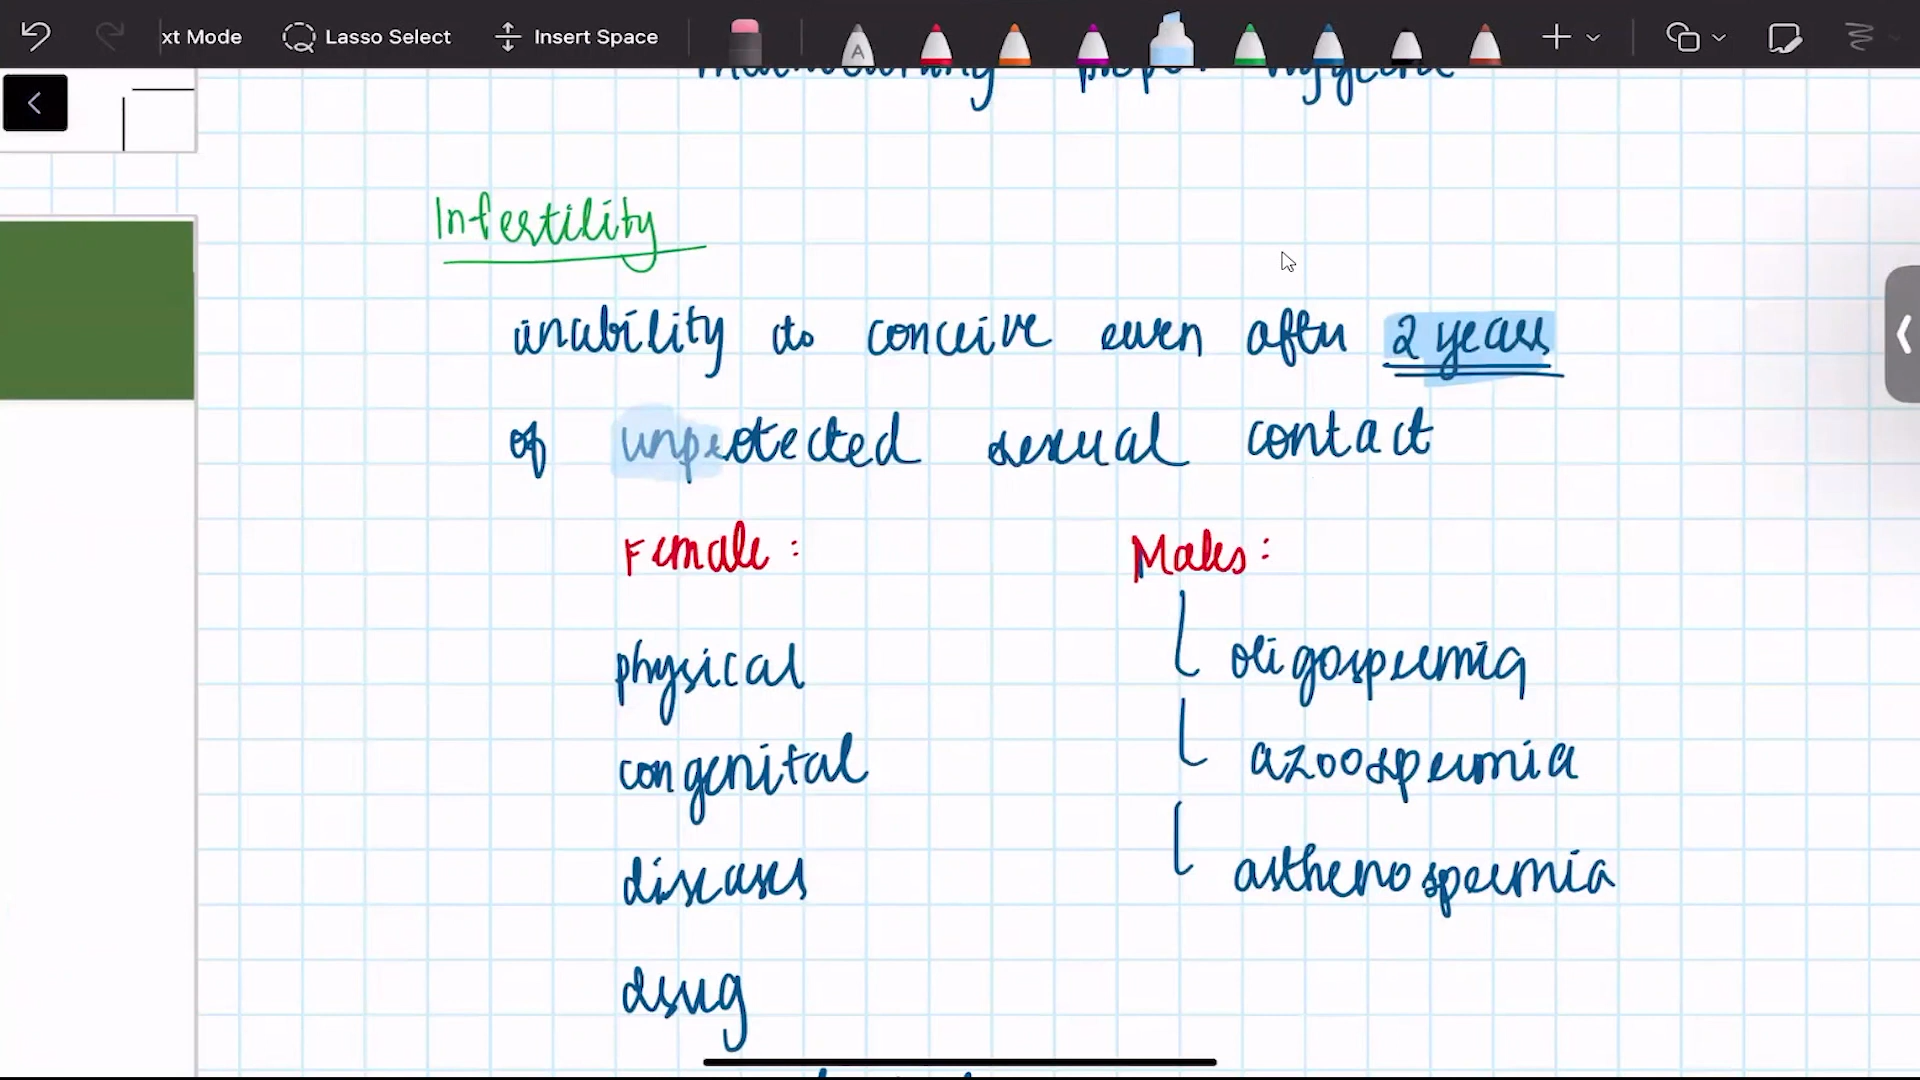 xt Mode Lasso Select Insert Space
A
Infertility
inability to conceive even after 2 years
of unprotected sexual contact
Female :
Males :
physical
oligospermia
congenital
azoospermia
diseases
asthenospermia
drug